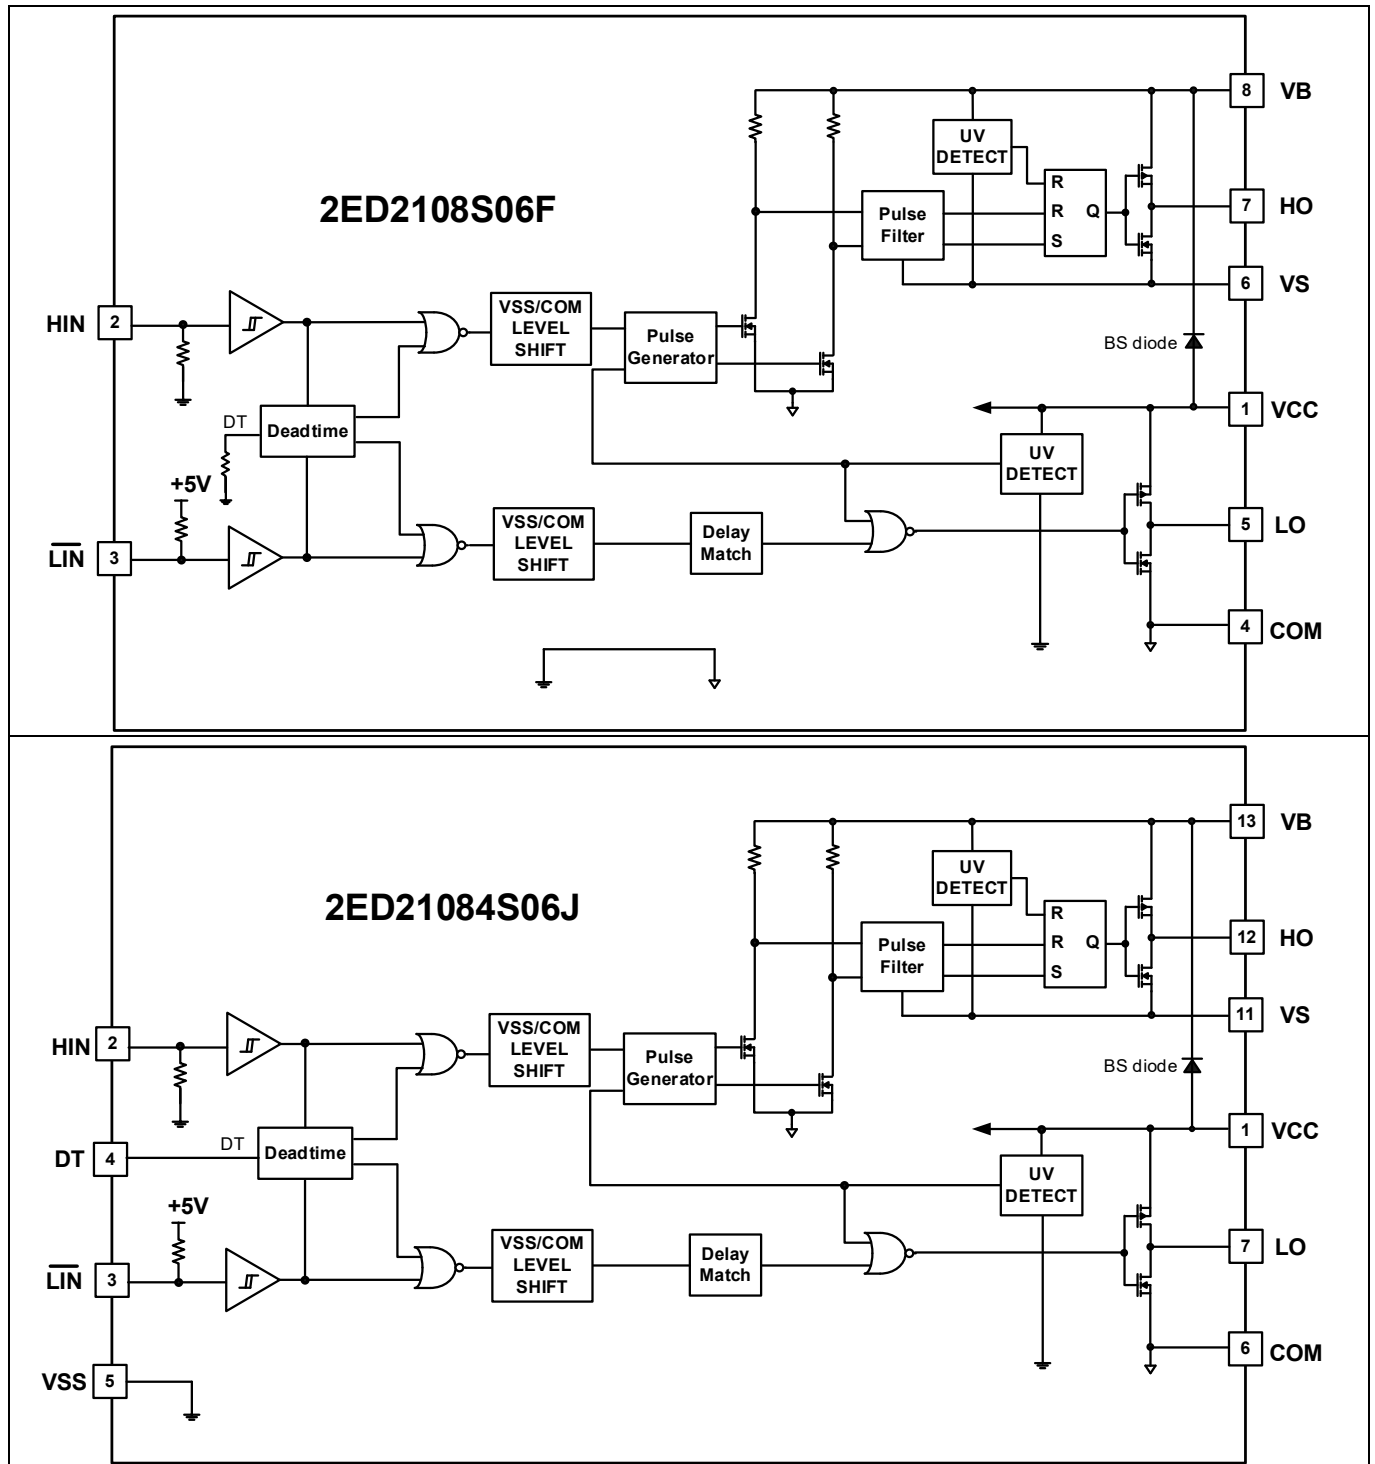 2ED2108S06F
8
VB
UV
DETECT
R
R
Q
S
Pulse
Filter
7
HO
6
VS
HIN
2
VSS/COM
LEVEL
SHIFT
Pulse
Generator
BS diode
DT
Deadtime
1
VCC
UV
DETECT
+5V
LIN
3
VSS/COM
LEVEL
SHIFT
Delay
Match
5
LO
4
COM
2ED21084S06J
13
VB
UV
DETECT
R
R
Q
S
Pulse
Filter
12
HO
11
VS
HIN
2
VSS/COM
LEVEL
SHIFT
Pulse
Generator
BS diode
DT
4
DT
Deadtime
1
VCC
UV
DETECT
+5V
LIN
3
VSS/COM
LEVEL
SHIFT
Delay
Match
7
LO
6
COM
VSS
5